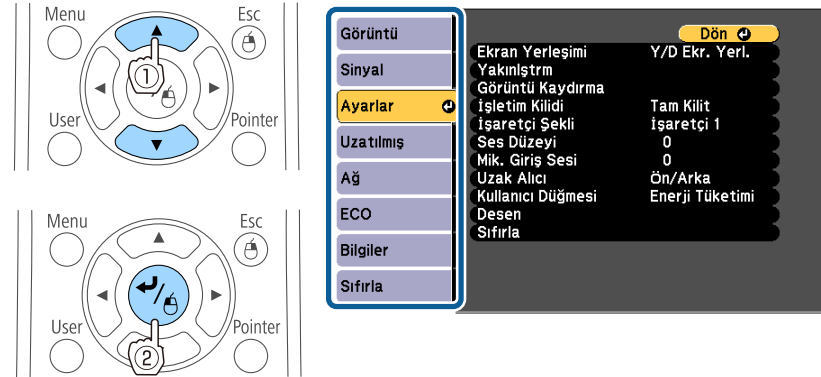 Menu
Esc
1
User
Pointer
Menu
Esc
User
Pointer
2
Görüntü
Sinyal
Ayarlar
Uzatılmış
Ağ
ECO
Bilgiler
Sıfırla
Dön
Ekran Yerleşimi Y/D Ekr. Yerl.
Yakınlştrm
Görüntü Kaydırma
İşletim Kilidi Tam Kilit
İşaretçi Şekli İşaretçi 1
Ses Düzeyi 0
Mik. Giriş Sesi 0
Uzak Alıcı Ön/Arka
Kullanıcı Düğmesi Enerji Tüketimi
Desen
Sıfırla